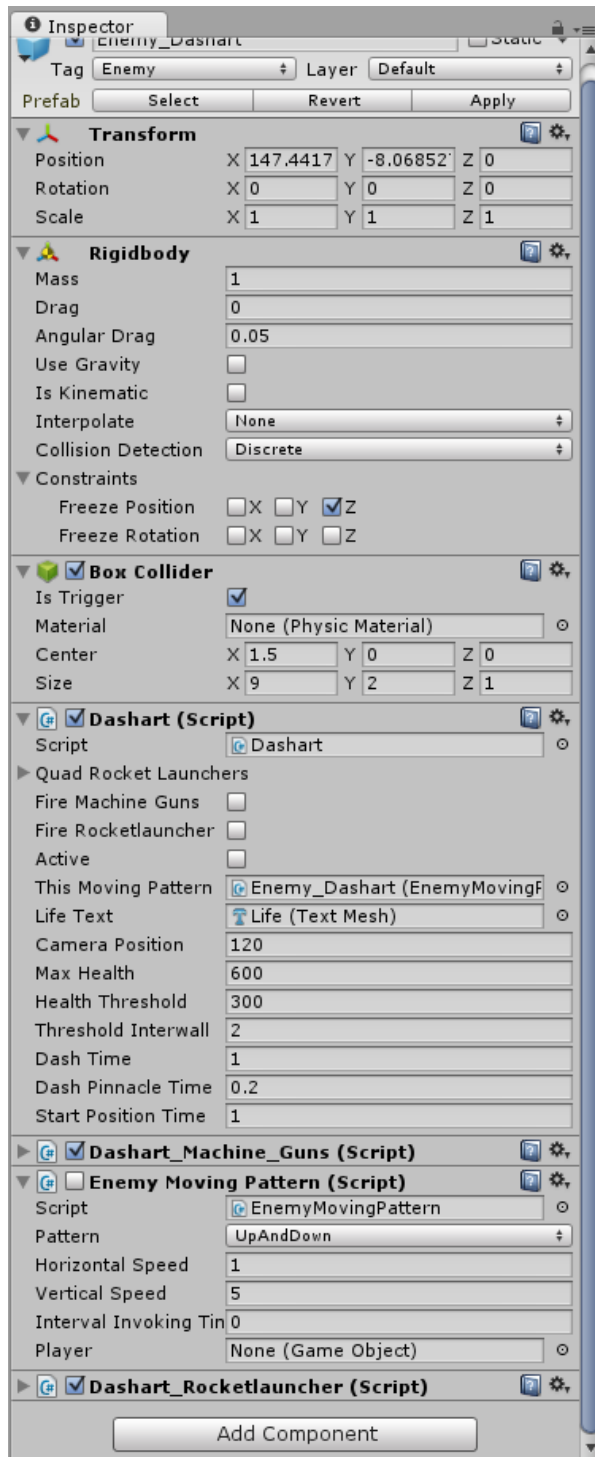 Inspector
Enemy_Dashart Static
Tag Enemy Layer Default
Prefab Select Revert Apply
Transform
Position X 147.4417 Y -8.06852 Z 0
Rotation X 0 Y 0 Z 0
Scale X 1 Y 1 Z 1
Rigidbody
Mass 1
Drag 0
Angular Drag 0.05
Use Gravity
Is Kinematic
Interpolate None
Collision Detection Discrete
Constraints
Freeze Position X Y Z
Freeze Rotation X Y Z
Box Collider
Is Trigger
Material None (Physic Material)
Center X 1.5 Y 0 Z 0
Size X 9 Y 2 Z 1
Dashart (Script)
Script Dashart
Quad Rocket Launchers
Fire Machine Guns
Fire Rocketlauncher
Active
This Moving Pattern Enemy_Dashart (EnemyMovingP
Life Text Life (Text Mesh)
Camera Position 120
Max Health 600
Health Threshold 300
Threshold Interwall 2
Dash Time 1
Dash Pinnacle Time 0.2
Start Position Time 1
Dashart_Machine_Guns (Script)
Enemy Moving Pattern (Script)
Script EnemyMovingPattern
Pattern UpAndDown
Horizontal Speed 1
Vertical Speed 5
Interval Invoking Tin 0
Player None (Game Object)
Dashart_Rocketlauncher (Script)
Add Component